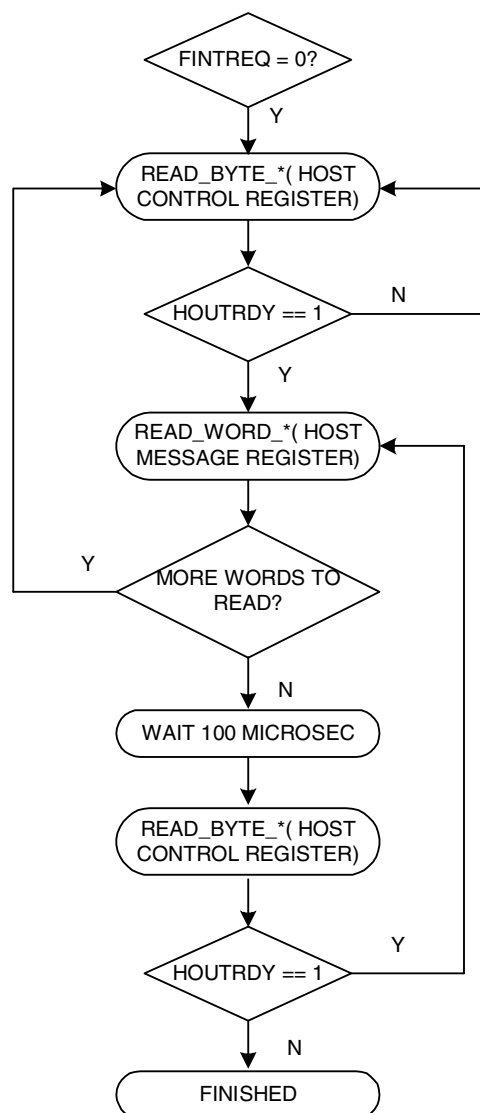 FINTREQ = 0?
Y
READ_BYTE_*( HOST
CONTROL REGISTER)
HOUTRDY == 1
N
Y
READ_WORD_*( HOST
MESSAGE REGISTER)
Y
MORE WORDS TO
READ?
N
WAIT 100 MICROSEC
READ_BYTE_*( HOST
CONTROL REGISTER)
Y
HOUTRDY == 1
N
FINISHED